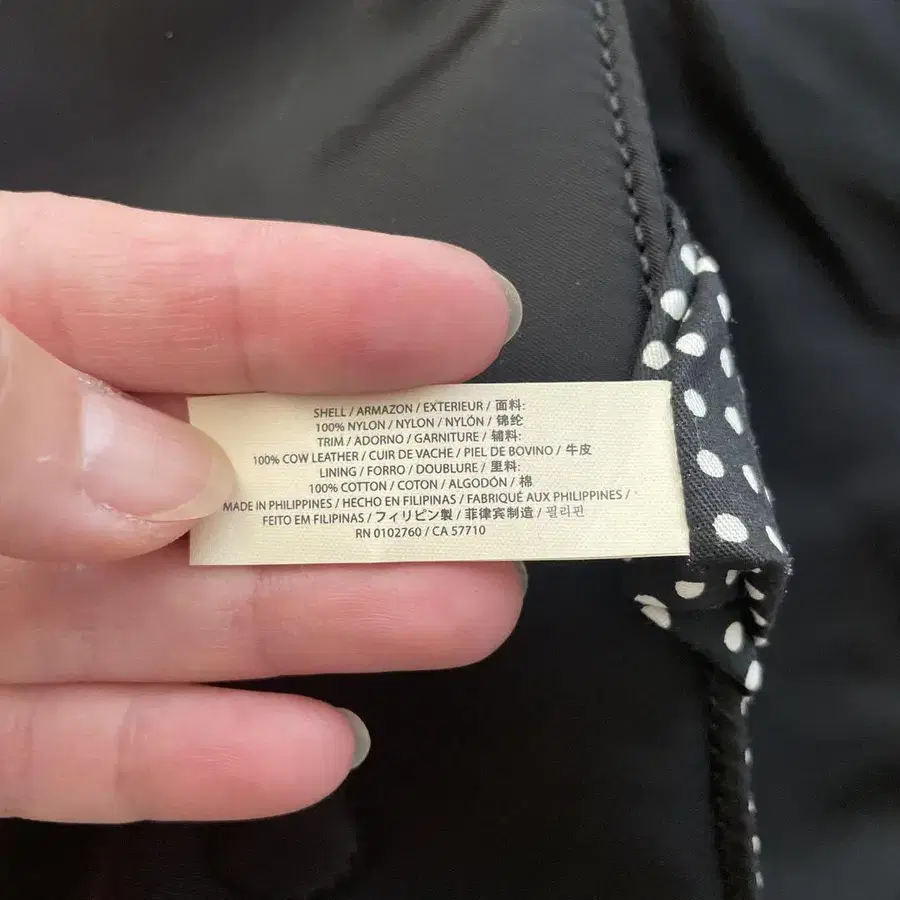 SHELL / ARMAZON / EXTERIEUR / 面料:
100% NYLON / NYLON / NYLÓN / 锦纶
TRIM / ADORNO / GARNITURE / 辅料:
100% COW LEATHER / CUIR DE VACHE / PIEL DE BOVINO / 牛皮
LINING / FORRO / DOUBLURE / 里料:
100% COTTON / COTON / ALGODÓN / 棉
MADE IN PHILIPPINES / HECHO EN FILIPINAS / FABRIQUÉ AUX PHILIPPINES /
FEITO EM FILIPINAS / フィリピン製 / 菲律宾制造 / 필리핀
RN 0102760 / CA 57710